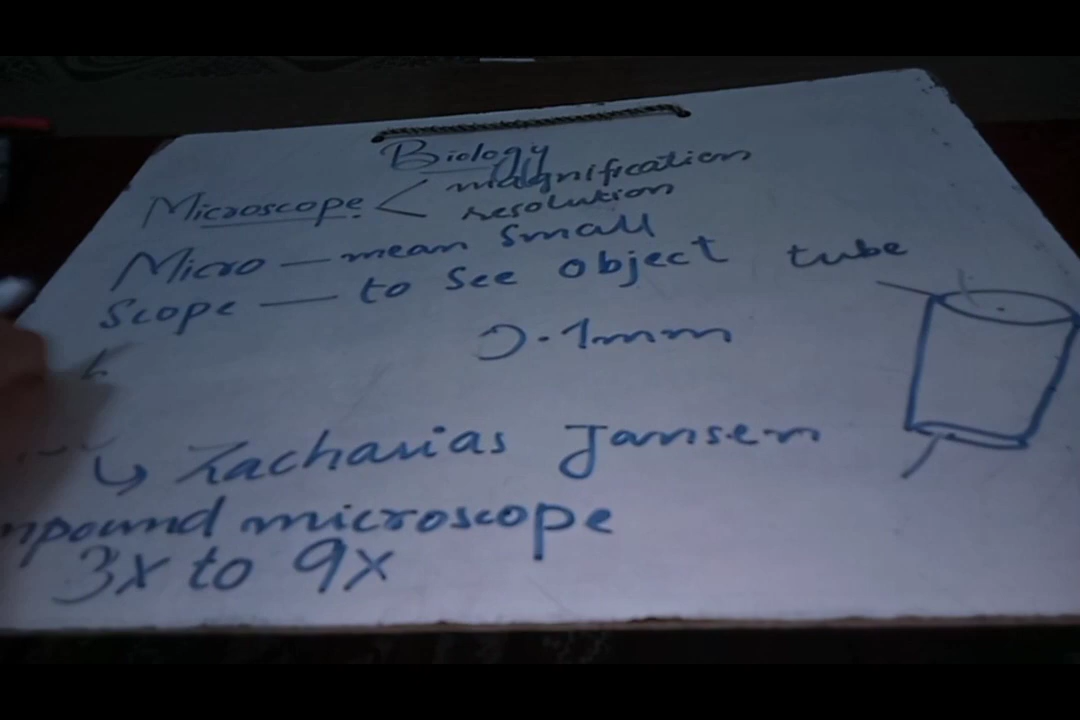 Biology
Microscope magnification
resolution
Micro — mean small
Scope — to see object
tube
0.1mm
Zacharias Jansen
mpound microscope
3x to 9x